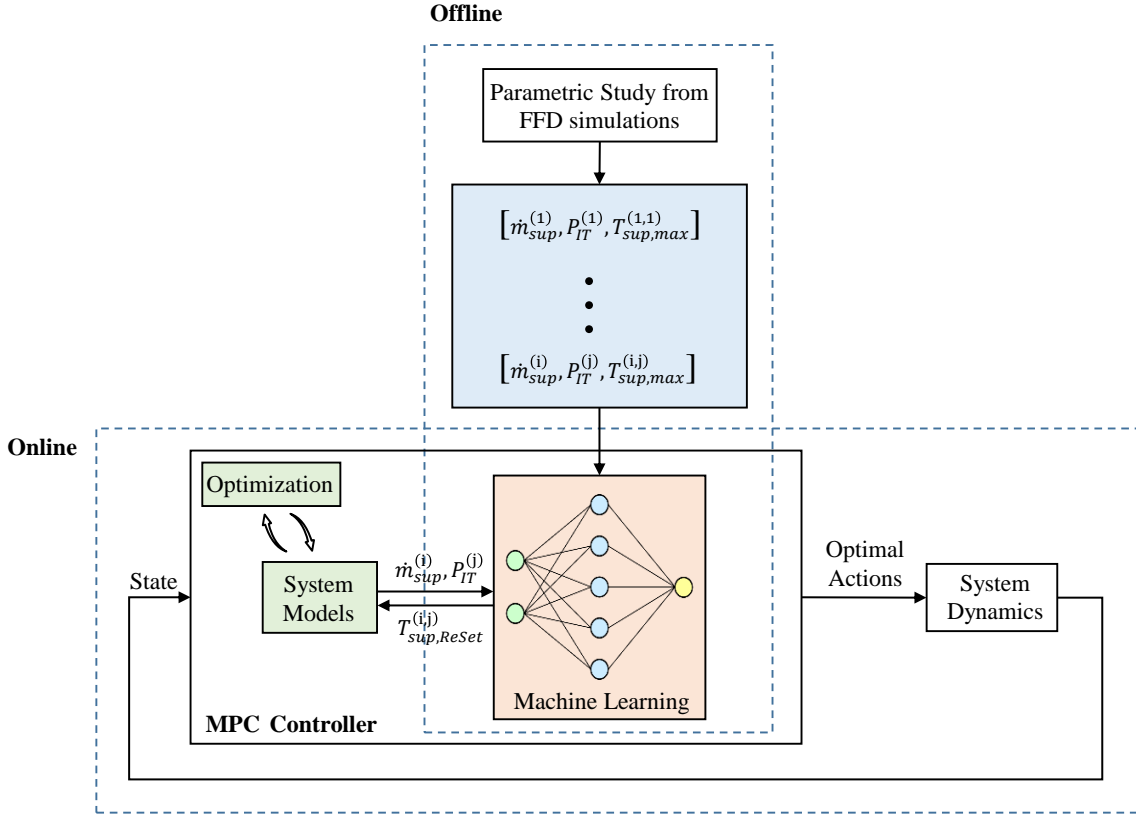 Offline
Parametric Study from
FFD simulations
[ṁ_sup^(1), P_IT^(1), T_sup,max^(1,1)]
[ṁ_sup^(i), P_IT^(j), T_sup,max^(i,j)]
Online
Optimization
State
System
Models
ṁ_sup^(i), P_IT^(j)
T_sup,ReSet^(i,j)
Machine Learning
MPC Controller
Optimal
Actions
System
Dynamics